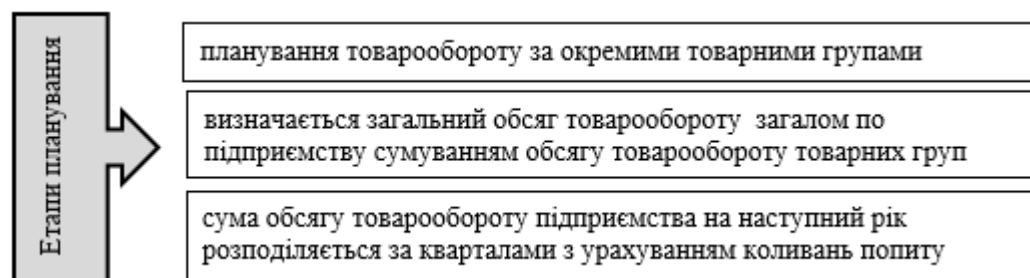 Етапи планування
планування товарообороту за окремими товарними групами
визначається загальний обсяг товарообороту загалом по
підприємству сумуванням обсягу товарообороту товарних груп
сума обсягу товарообороту підприємства на наступний рік
розподіляється за кварталами з урахуванням коливань попиту